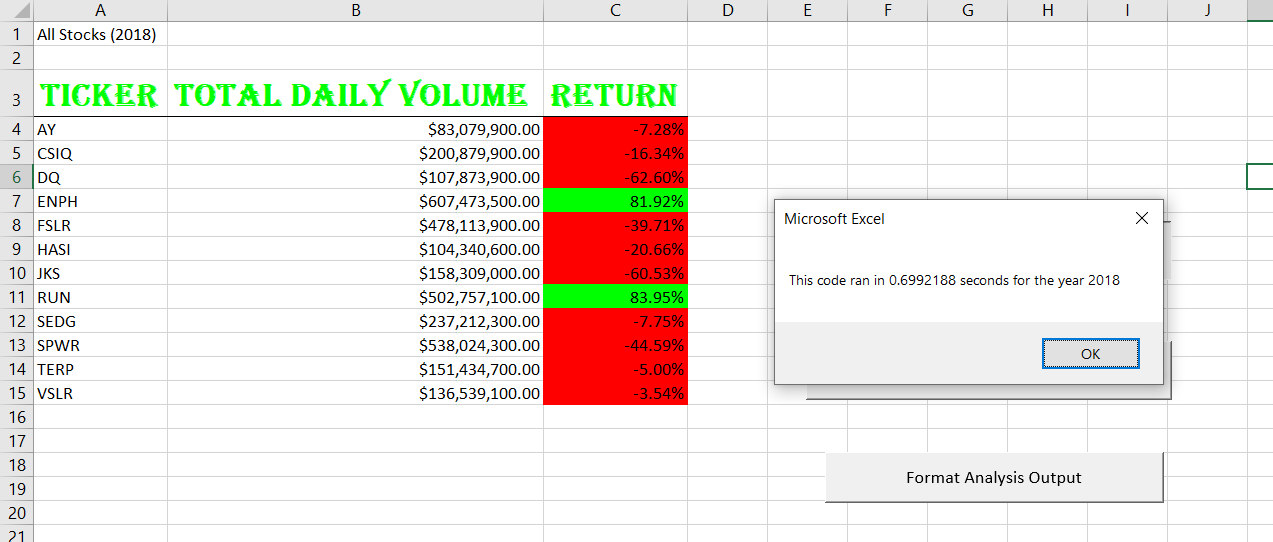 A B C D E F G H I J
1 All Stocks (2018)
2
3 TICKER TOTAL DAILY VOLUME RETURN
4 AY $83,079,900.00 -7.28%
5 CSIQ $200,879,900.00 -16.34%
6 DQ $107,873,900.00 -62.60%
7 ENPH $607,473,500.00 81.92%
8 FSLR $478,113,900.00 -39.71%
9 HASI $104,340,600.00 -20.66%
10 JKS $158,309,000.00 -60.53%
11 RUN $502,757,100.00 83.95%
12 SEDG $237,212,300.00 -7.75%
13 SPWR $538,024,300.00 -44.59%
14 TERP $151,434,700.00 -5.00%
15 VSLR $136,539,100.00 -3.54%
16
17
18
19
20
21
Microsoft Excel
This code ran in 0.6992188 seconds for the year 2018
OK
Format Analysis Output